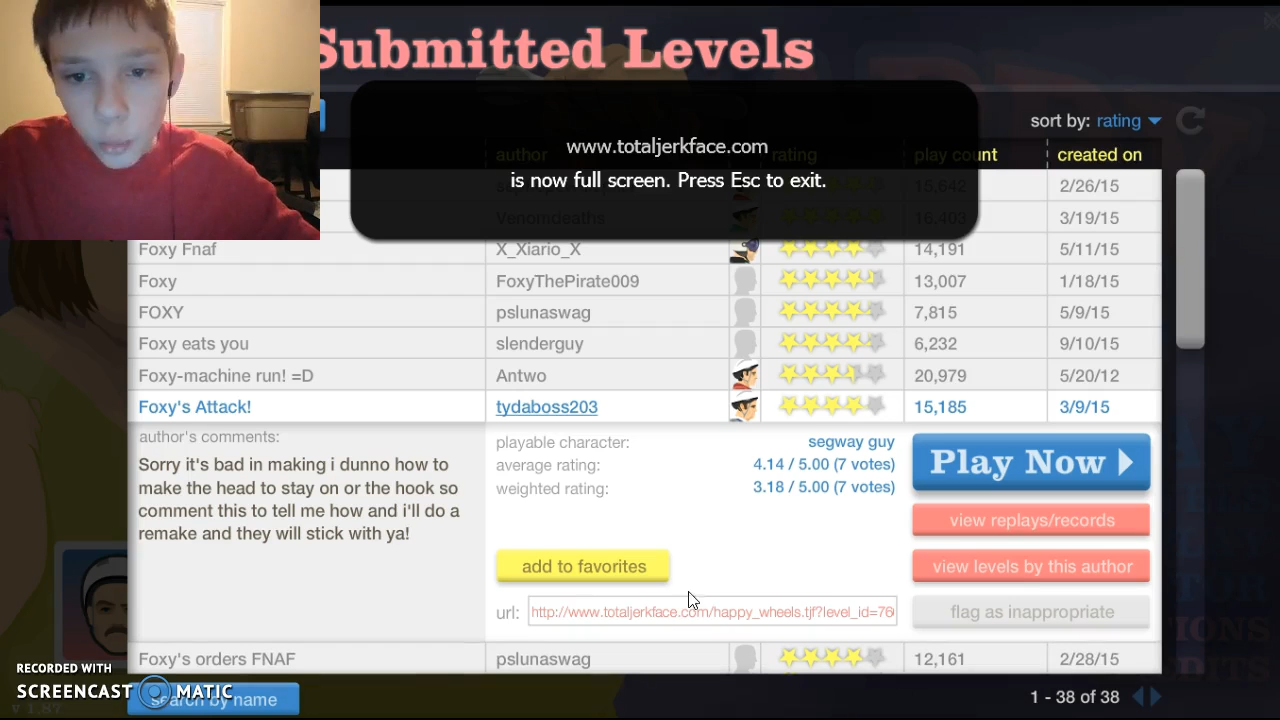 Submitted Levels
www.totaljerkface.com
is now full screen. Press Esc to exit.
sort by: rating
author rating play count created on
15,642 2/26/15
Venomdeaths 16,403 3/19/15
Foxy Fnaf X_Xiario_X 14,191 5/11/15
Foxy FoxyThePirate009 13,007 1/18/15
FOXY pslunaswag 7,815 5/9/15
Foxy eats you slenderguy 6,232 9/10/15
Foxy-machine run! =D Antwo 20,979 5/20/12
Foxy's Attack! tydaboss203 15,185 3/9/15
author's comments:
Sorry it's bad in making i dunno how to
make the head to stay on or the hook so
comment this to tell me how and i'll do a
remake and they will stick with ya!
playable character: segway guy
average rating: 4.14 / 5.00 (7 votes)
weighted rating: 3.18 / 5.00 (7 votes)
add to favorites
url: http://www.totaljerkface.com/happy_wheels.tjf?level_id=76
Play Now
view replays/records
view levels by this author
flag as inappropriate
Foxy's orders FNAF pslunaswag 12,161 2/28/15
RECORDED WITH
SCREENCAST MATIC
search by name
1 - 38 of 38
v 1.87